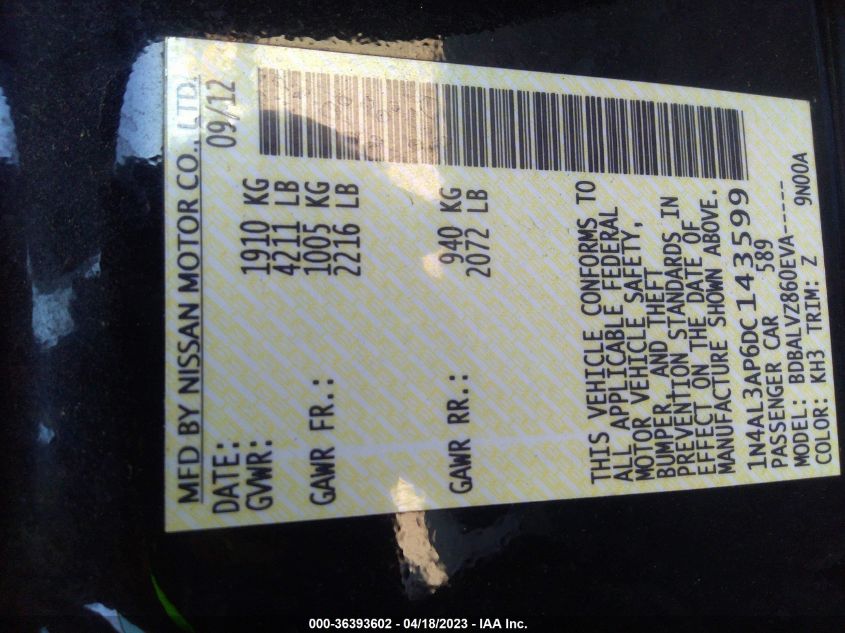 MFD BY NISSAN MOTOR CO., LTD.
DATE: 09/12
GVWR: 1910 KG
4211 LB
GAWR FR.: 1005 KG
2216 LB
GAWR RR.: 940 KG
2072 LB
THIS VEHICLE CONFORMS TO
ALL APPLICABLE FEDERAL
MOTOR VEHICLE SAFETY,
BUMPER, AND THEFT
PREVENTION STANDARDS IN
EFFECT ON THE DATE OF
MANUFACTURE SHOWN ABOVE.
1N4AL3AP6DC143599
PASSENGER CAR 589
MODEL: BDBALVZ860EVA-----
COLOR: KH3 TRIM: Z 9N00A
000-36393602 - 04/18/2023 - IAA Inc.